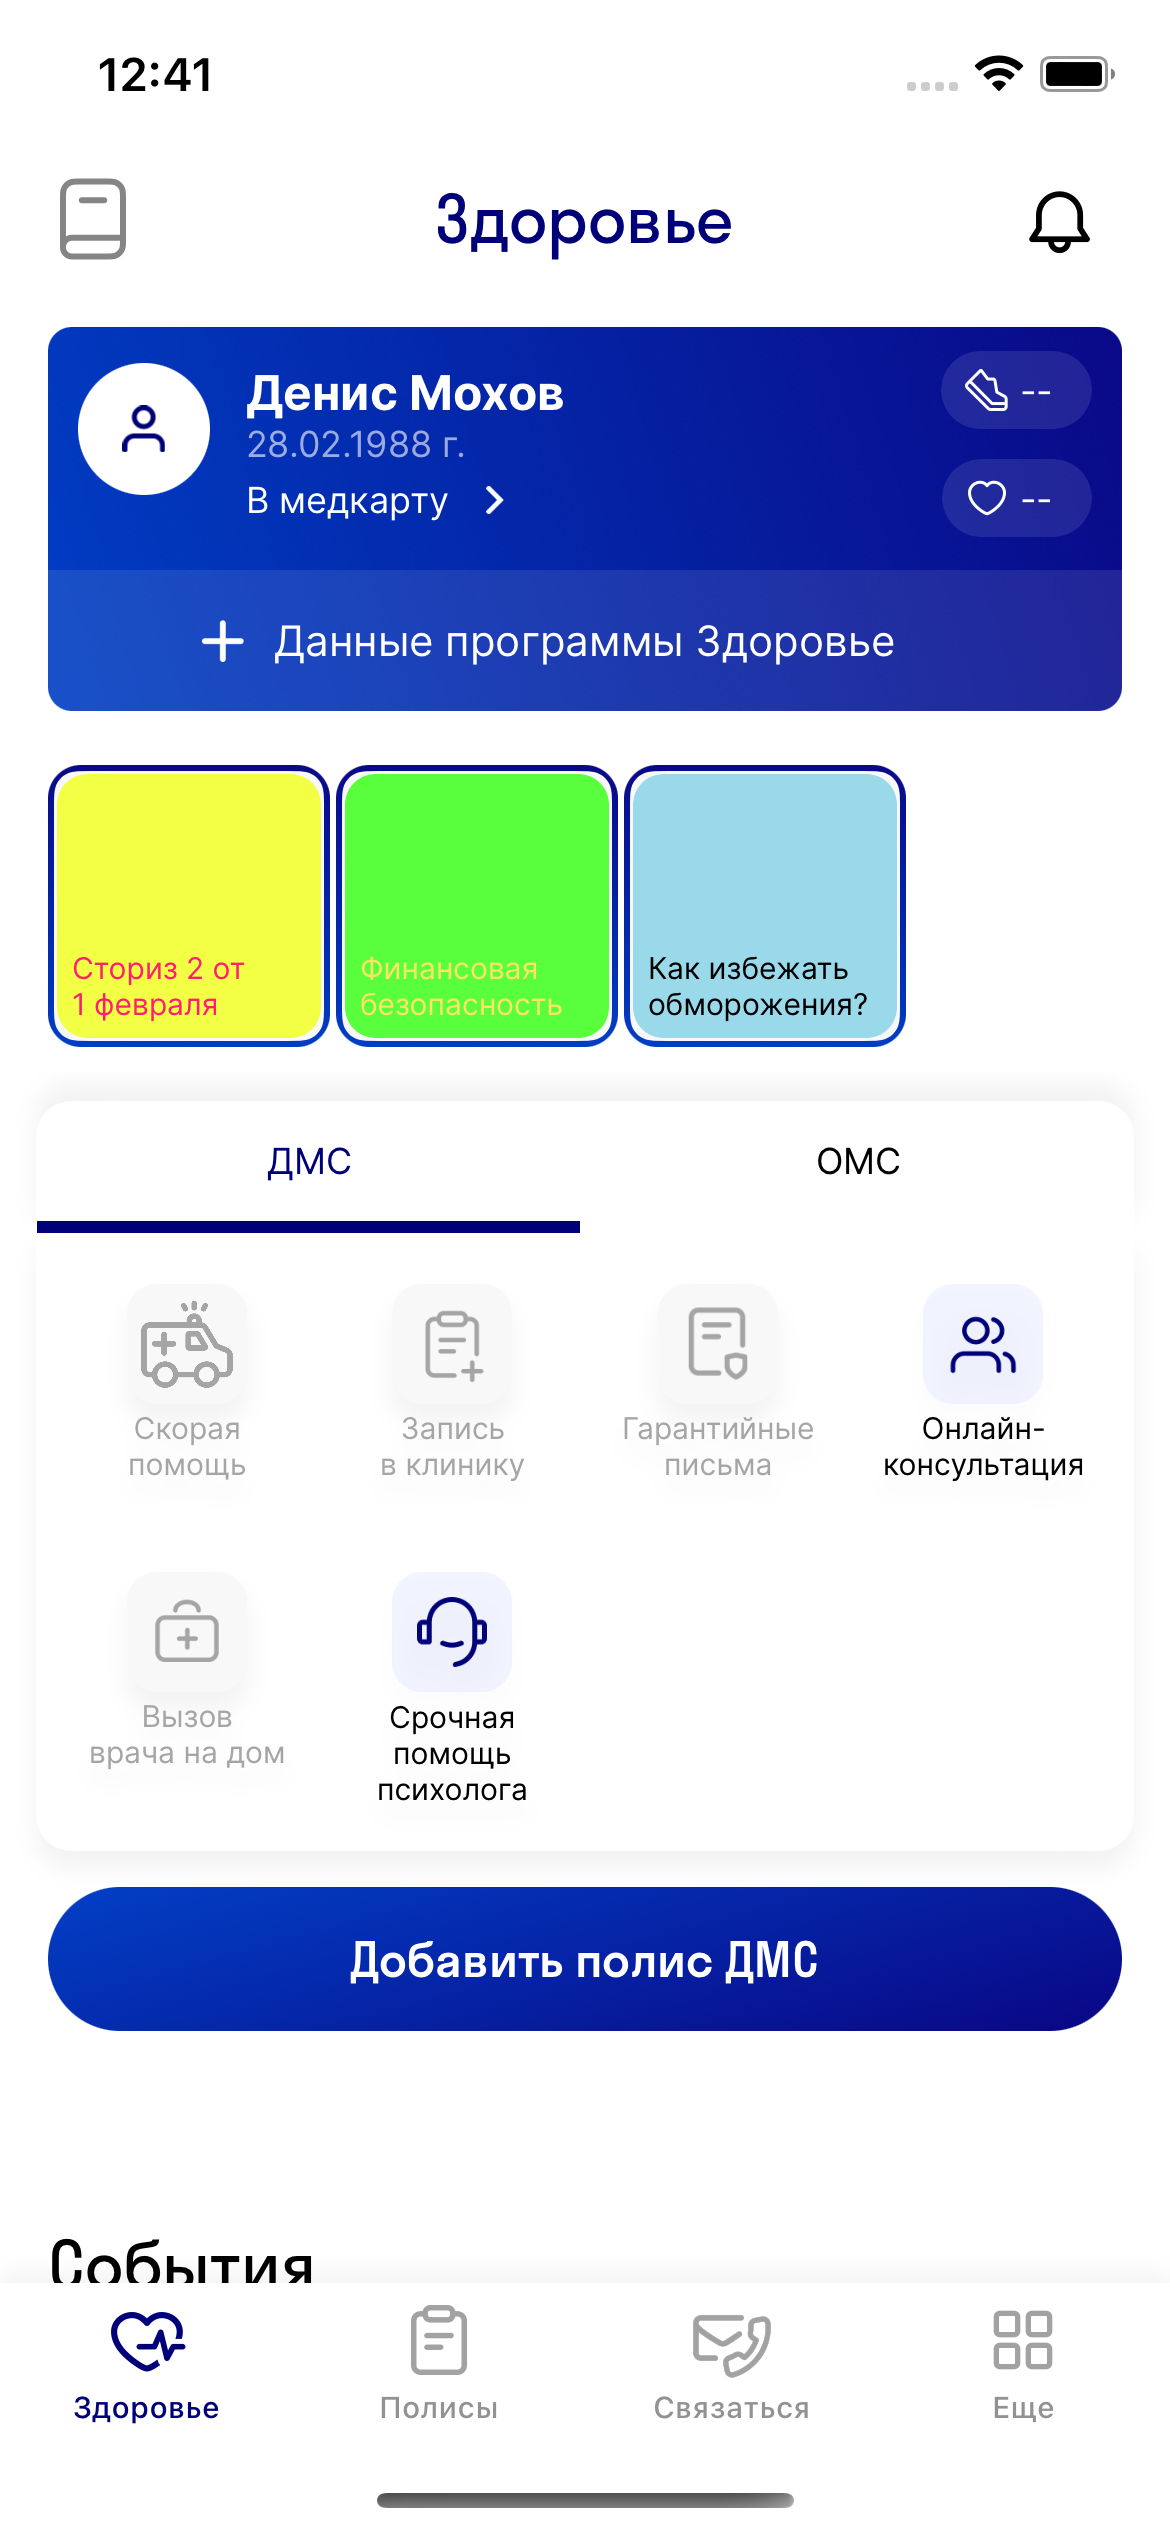 12:41
Здоровье
Денис Мохов
28.02.1988 г.
В медкарту
--
--
Данные программы Здоровье
Сториз 2 от
1 февраля
Финансовая
безопасность
Как избежать
обморожения?
ДМС
ОМС
Скорая
помощь
Запись
в клинику
Гарантийные
письма
Онлайн-
консультация
Вызов
врача на дом
Срочная
помощь
психолога
Добавить полис ДМС
События
Здоровье
Полисы
Связаться
Еще